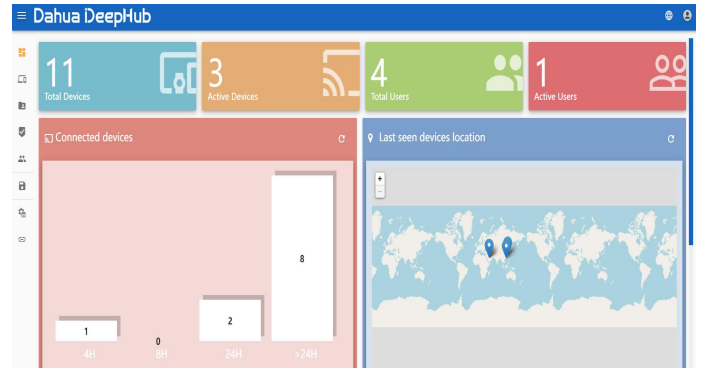 Dahua DeepHub
11
Total Devices
3
Active Devices
4
Total Users
1
Active Users
Connected devices
Last seen devices location
+
-
8
2
1
0
4H
8H
24H
>24H